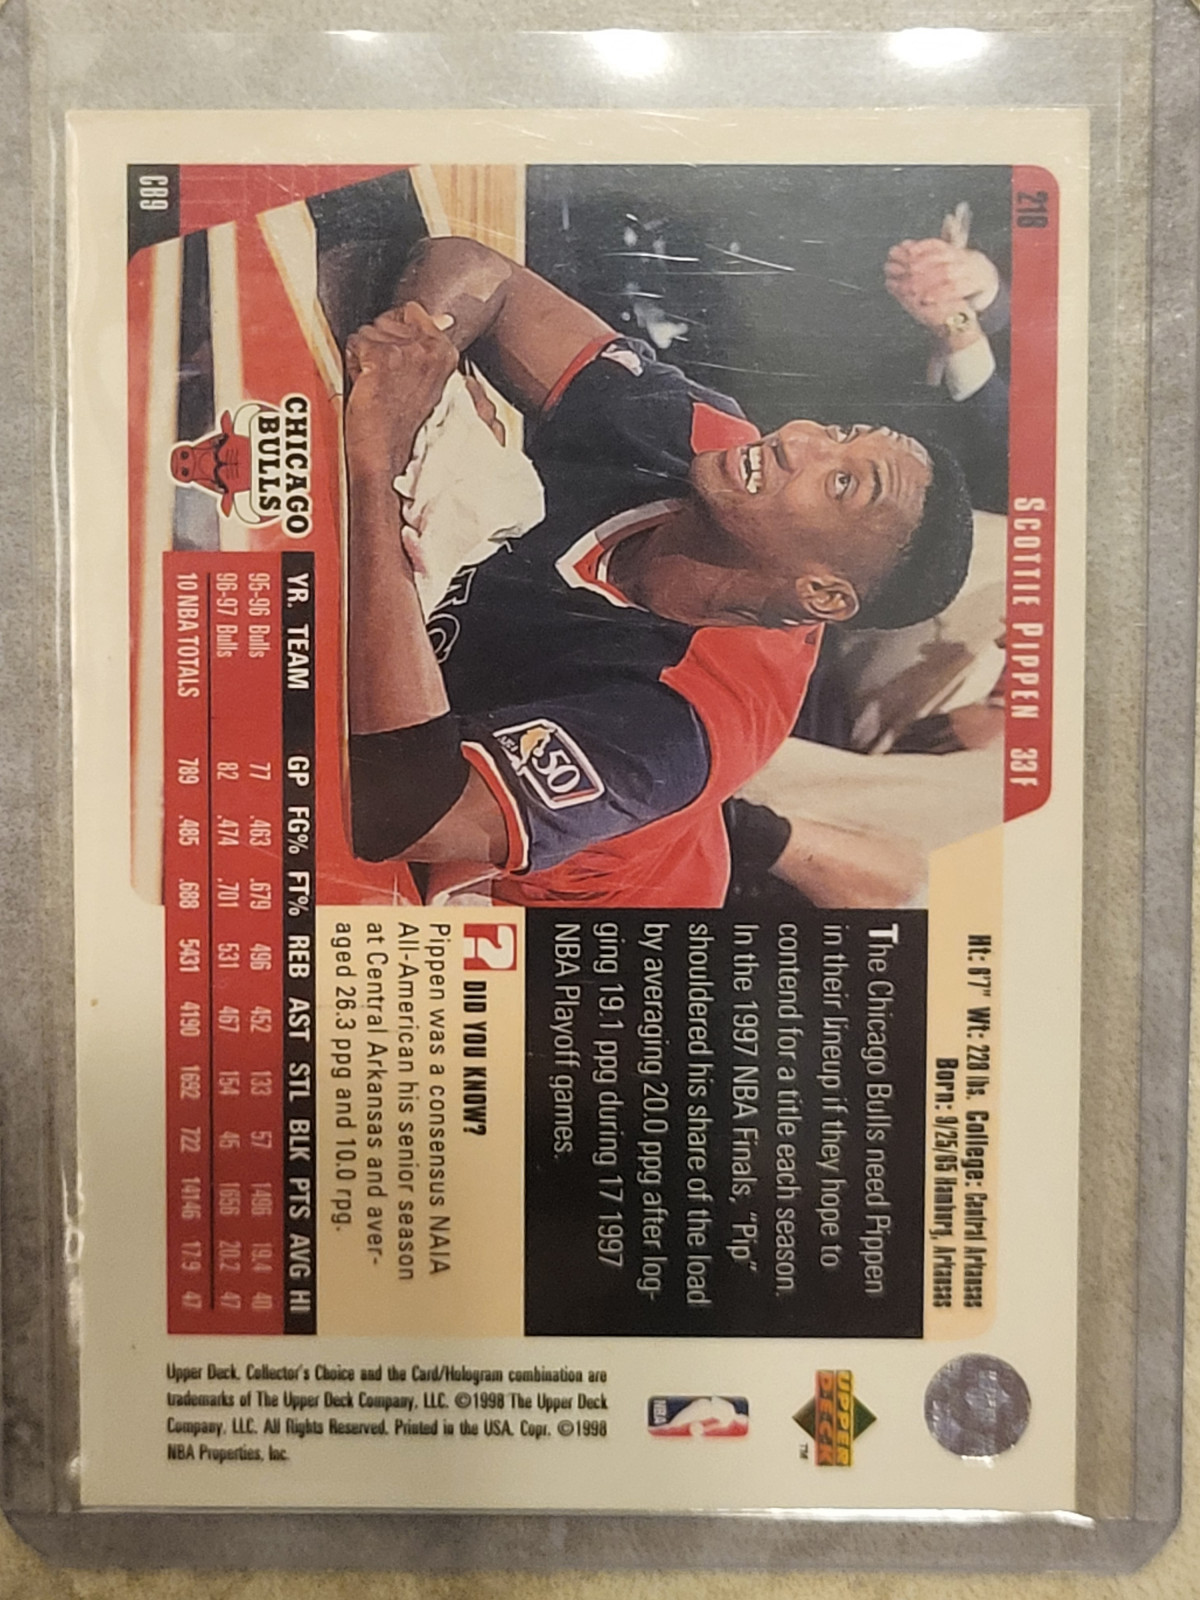 218
SCOTTIE PIPPEN 33 F
Ht: 6'7" Wt: 228 lbs. College: Central Arkansas
Born: 9/25/65 Hamburg, Arkansas
The Chicago Bulls need Pippen
in their lineup if they hope to
contend for a title each season.
In the 1997 NBA Finals, "Pip"
shouldered his share of the load
by averaging 20.0 ppg after log-
ging 19.1 ppg during 17 1997
NBA Playoff games.
? DID YOU KNOW?
Pippen was a consensus NAIA
All-American his senior season
at Central Arkansas and aver-
aged 26.3 ppg and 10.0 rpg.
NBA 50
CHICAGO
BULLS
YR. TEAM GP FG% FT% REB AST STL BLK PTS AVG HI
95-96 Bulls 77 .463 .679 496 452 133 57 1496 19.4 40
96-97 Bulls 82 .474 .701 531 467 154 45 1656 20.2 47
10 NBA TOTALS 789 .485 .688 5431 4190 1692 722 14146 17.9 47
CB9
UPPER
DECK
TM
NBA
Upper Deck, Collector's Choice and the Card/Hologram combination are
trademarks of The Upper Deck Company, LLC. ©1998 The Upper Deck
Company, LLC. All Rights Reserved. Printed in the USA. Copr. ©1998
NBA Properties, Inc.